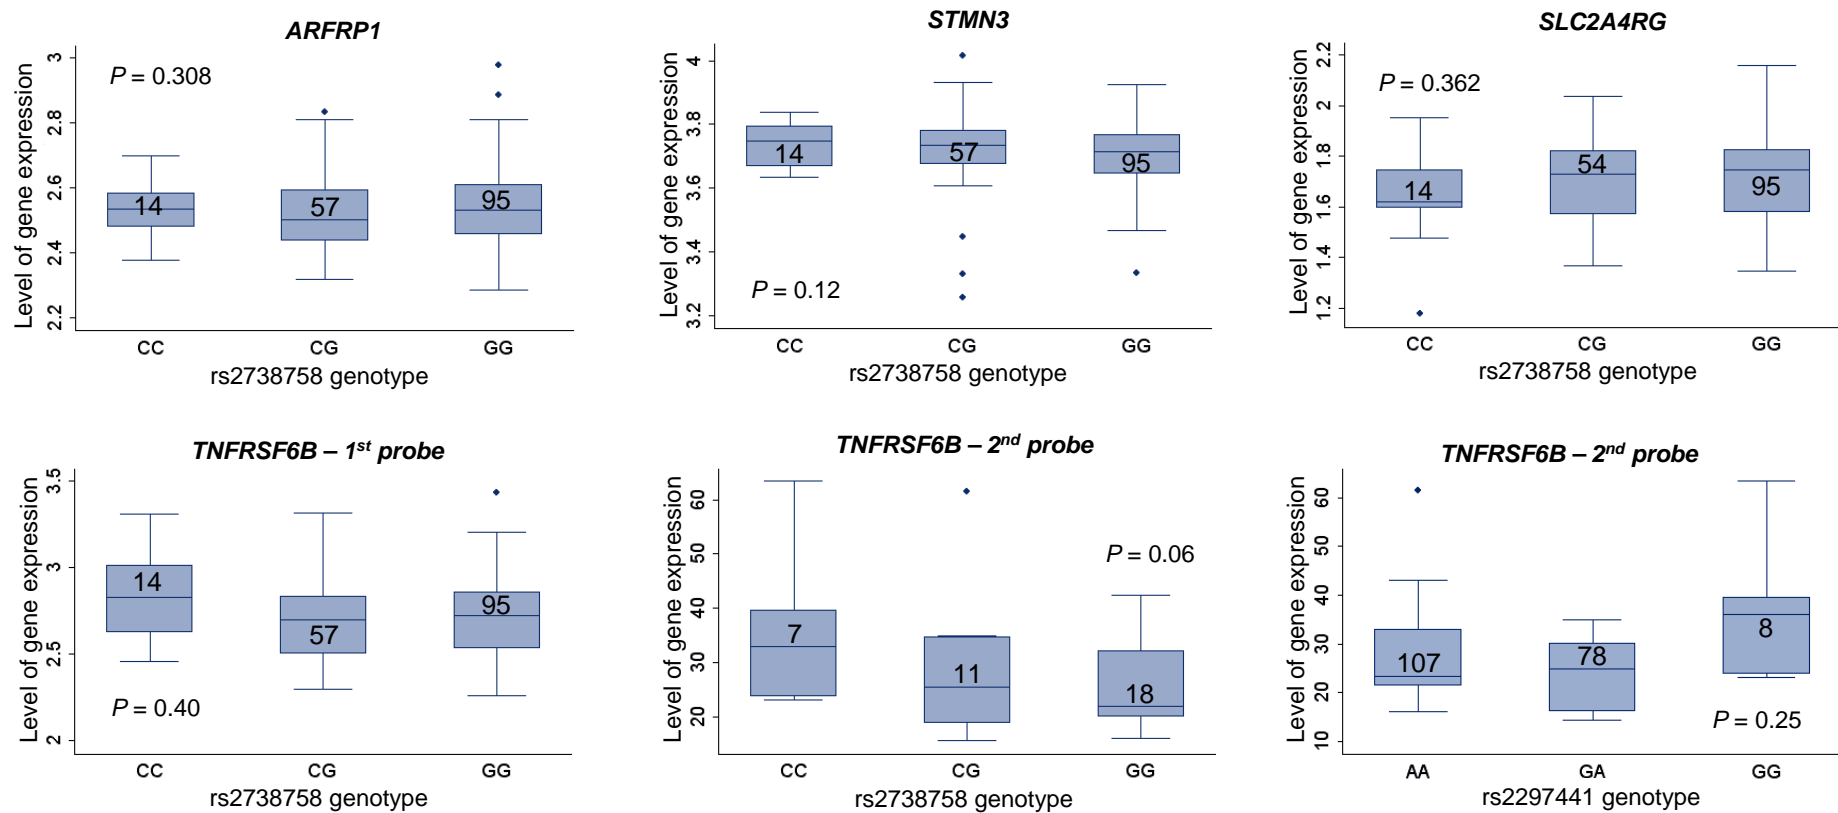 ARFRP1
Level of gene expression
3
2.8
2.6
2.4
2.2
P = 0.308
14
57
95
CC
CG
GG
rs2738758 genotype
STMN3
Level of gene expression
4
3.8
3.6
3.4
3.2
P = 0.12
14
57
95
CC
CG
GG
rs2738758 genotype
SLC2A4RG
Level of gene expression
2.2
2
1.8
1.6
1.4
1.2
P = 0.362
14
54
95
CC
CG
GG
rs2738758 genotype
TNFRSF6B – 1st probe
Level of gene expression
3.5
3
2.5
2
P = 0.40
14
57
95
CC
CG
GG
rs2738758 genotype
TNFRSF6B – 2nd probe
Level of gene expression
60
50
40
30
20
P = 0.06
7
11
18
CC
CG
GG
rs2738758 genotype
TNFRSF6B – 2nd probe
Level of gene expression
60
50
40
30
20
10
P = 0.25
107
78
8
AA
GA
GG
rs2297441 genotype